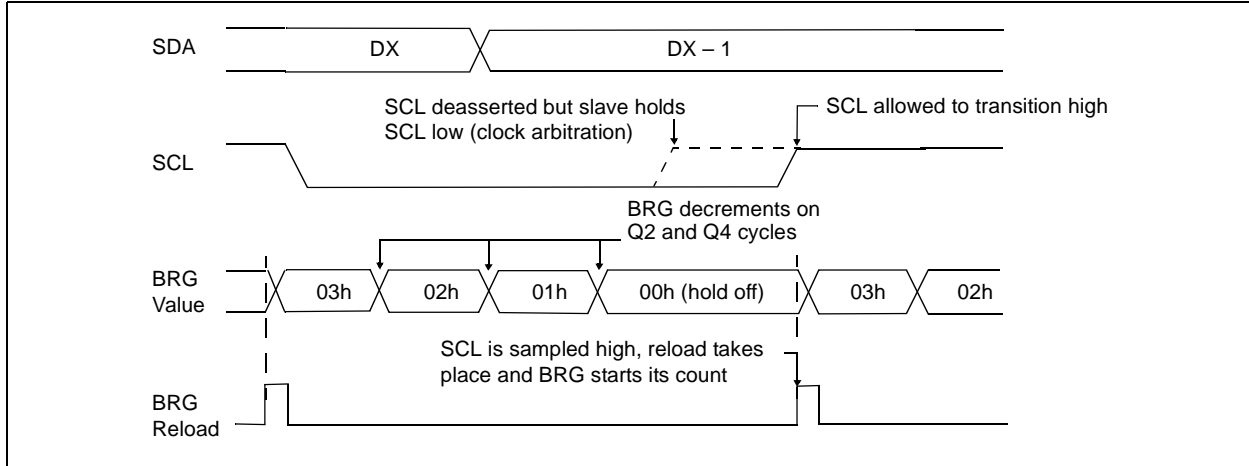 SDA
DX
DX – 1
SCL deasserted but slave holds
SCL low (clock arbitration)
SCL allowed to transition high
SCL
BRG decrements on
Q2 and Q4 cycles
BRG
Value
03h
02h
01h
00h (hold off)
03h
02h
SCL is sampled high, reload takes
place and BRG starts its count
BRG
Reload